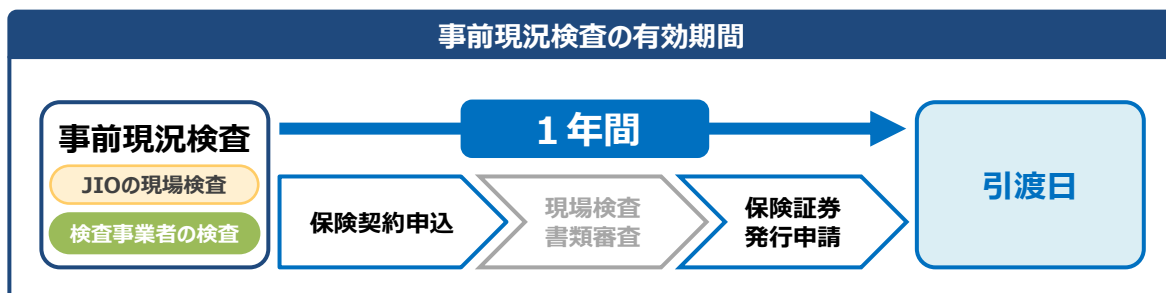 事前現況検査の有効期間
事前現況検査
JIOの現場検査
検査事業者の検査
１年間
保険契約申込
現場検査
書類審査
保険証券
発行申請
引渡日